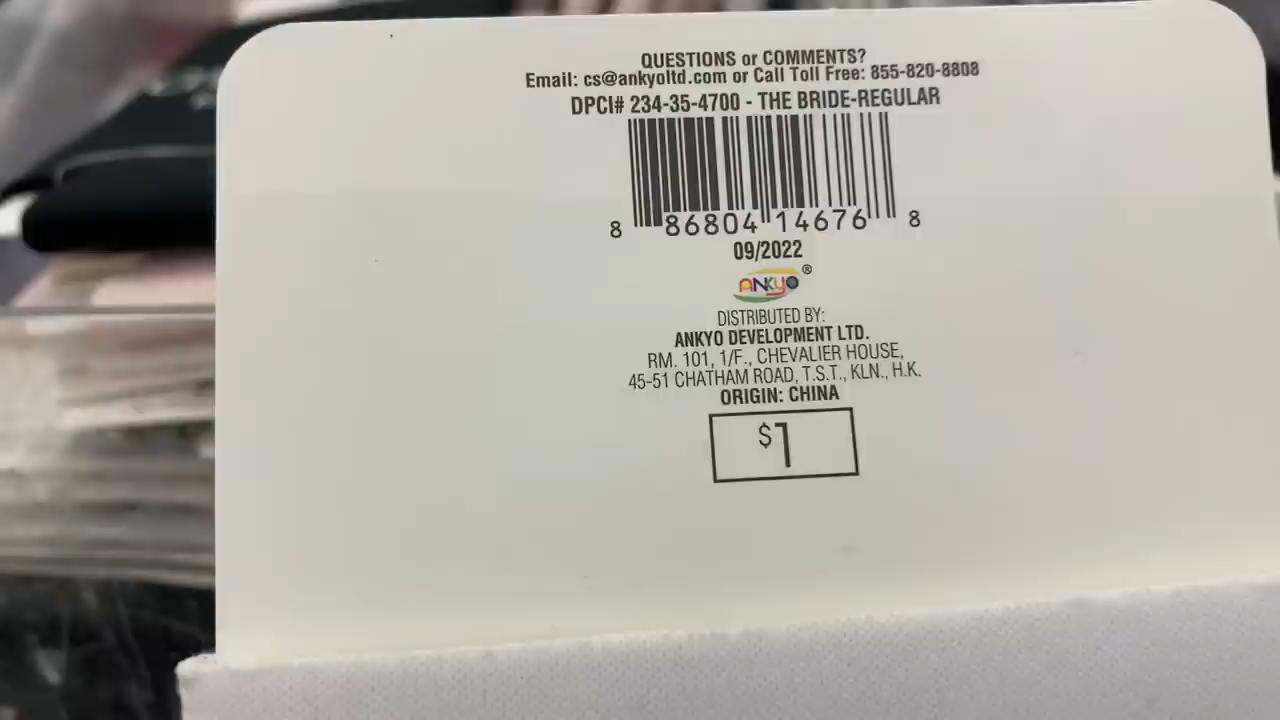 QUESTIONS or COMMENTS?
Email: cs@ankyoltd.com or Call Toll Free: 855-820-8808
DPCI# 234-35-4700 - THE BRIDE-REGULAR
8 86804 14676 8
09/2022
ANKYO®
DISTRIBUTED BY:
ANKYO DEVELOPMENT LTD.
RM. 101, 1/F., CHEVALIER HOUSE,
45-51 CHATHAM ROAD, T.S.T., KLN., H.K.
ORIGIN: CHINA
$1